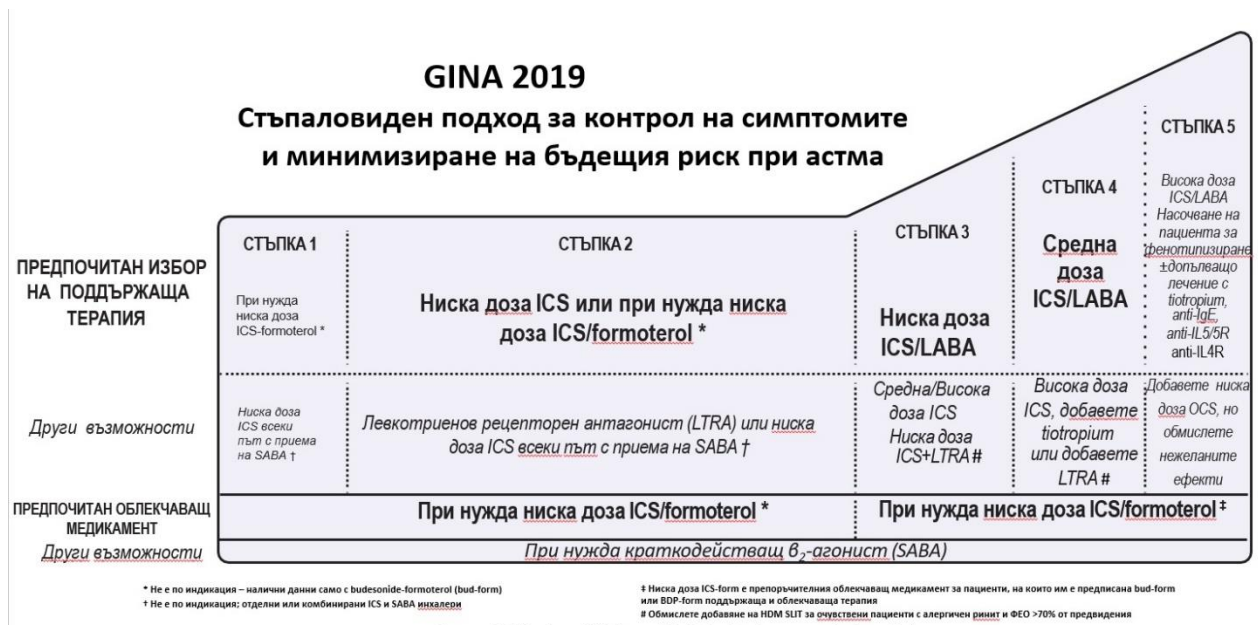 GINA 2019
Стъпаловиден подход за контрол на симптомите
и минимизиране на бъдещия риск при астма
ПРЕДПОЧИТАН ИЗБОР
НА ПОДДЪРЖАЩА
ТЕРАПИЯ
СТЪПКА 1
При нужда
ниска доза
ICS-formoterol *
СТЪПКА 2
Ниска доза ICS или при нужда ниска
доза ICS/formoterol *
СТЪПКА 3
Ниска доза
ICS/LABA
СТЪПКА 4
Средна
доза
ICS/LABA
СТЪПКА 5
Висока доза
ICS/LABA
Насочване на
пациента за
фенотипизиране
±допълващо
лечение с
tiotropium,
anti-IgE,
anti-IL5/5R
anti-IL4R
Други възможности
Ниска доза
ICS всеки
път с приема
на SABA †
Левкотриенов рецепторен антагонист (LTRA) или ниска
доза ICS всеки път с приема на SABA †
Средна/Висока
доза ICS
Ниска доза
ICS+LTRA #
Висока доза
ICS, добавете
tiotropium
или добавете
LTRA #
Добавете ниска
доза OCS, но
обмислете
нежеланите
ефекти
ПРЕДПОЧИТАН ОБЛЕКЧАВАЩ
МЕДИКАМЕНТ
При нужда ниска доза ICS/formoterol *
При нужда ниска доза ICS/formoterol ‡
Други възможности
При нужда краткодействащ β₂-агонист (SABA)
* Не е по индикация – налични данни само с budesonide-formoterol (bud-form)
† Не е по индикация; отделни или комбинирани ICS и SABA инхалери
‡ Ниска доза ICS-form е препоръчителния облекчаващ медикамент за пациенти, на които им е предписана bud-form
или BDP-form поддържаща и облекчаваща терапия
# Обмислете добавяне на HDM SLIT за очувствени пациенти с алергичен ринит и ФЕО >70% от предвидения